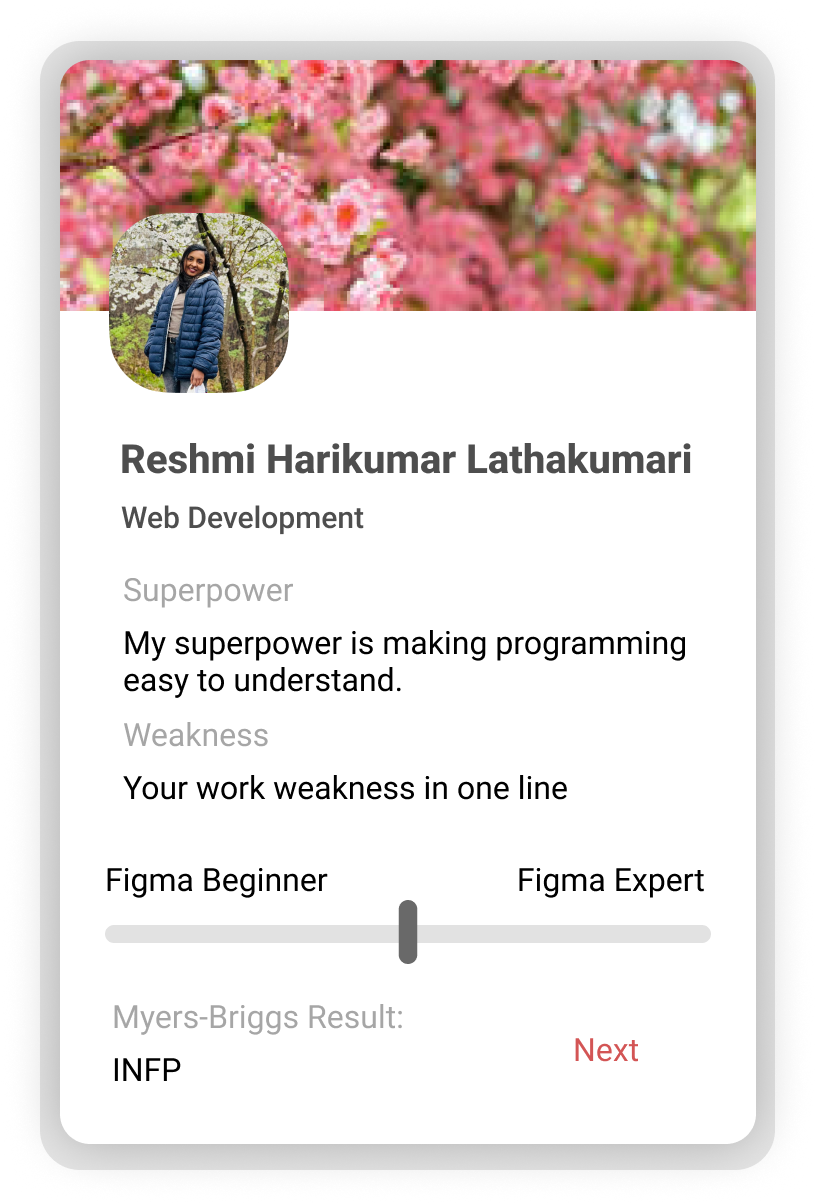 Reshmi Harikumar Lathakumari
Web Development
Superpower
My superpower is making programming
easy to understand.
Weakness
Your work weakness in one line
Figma Beginner
Figma Expert
Myers-Briggs Result:
INFP
Next